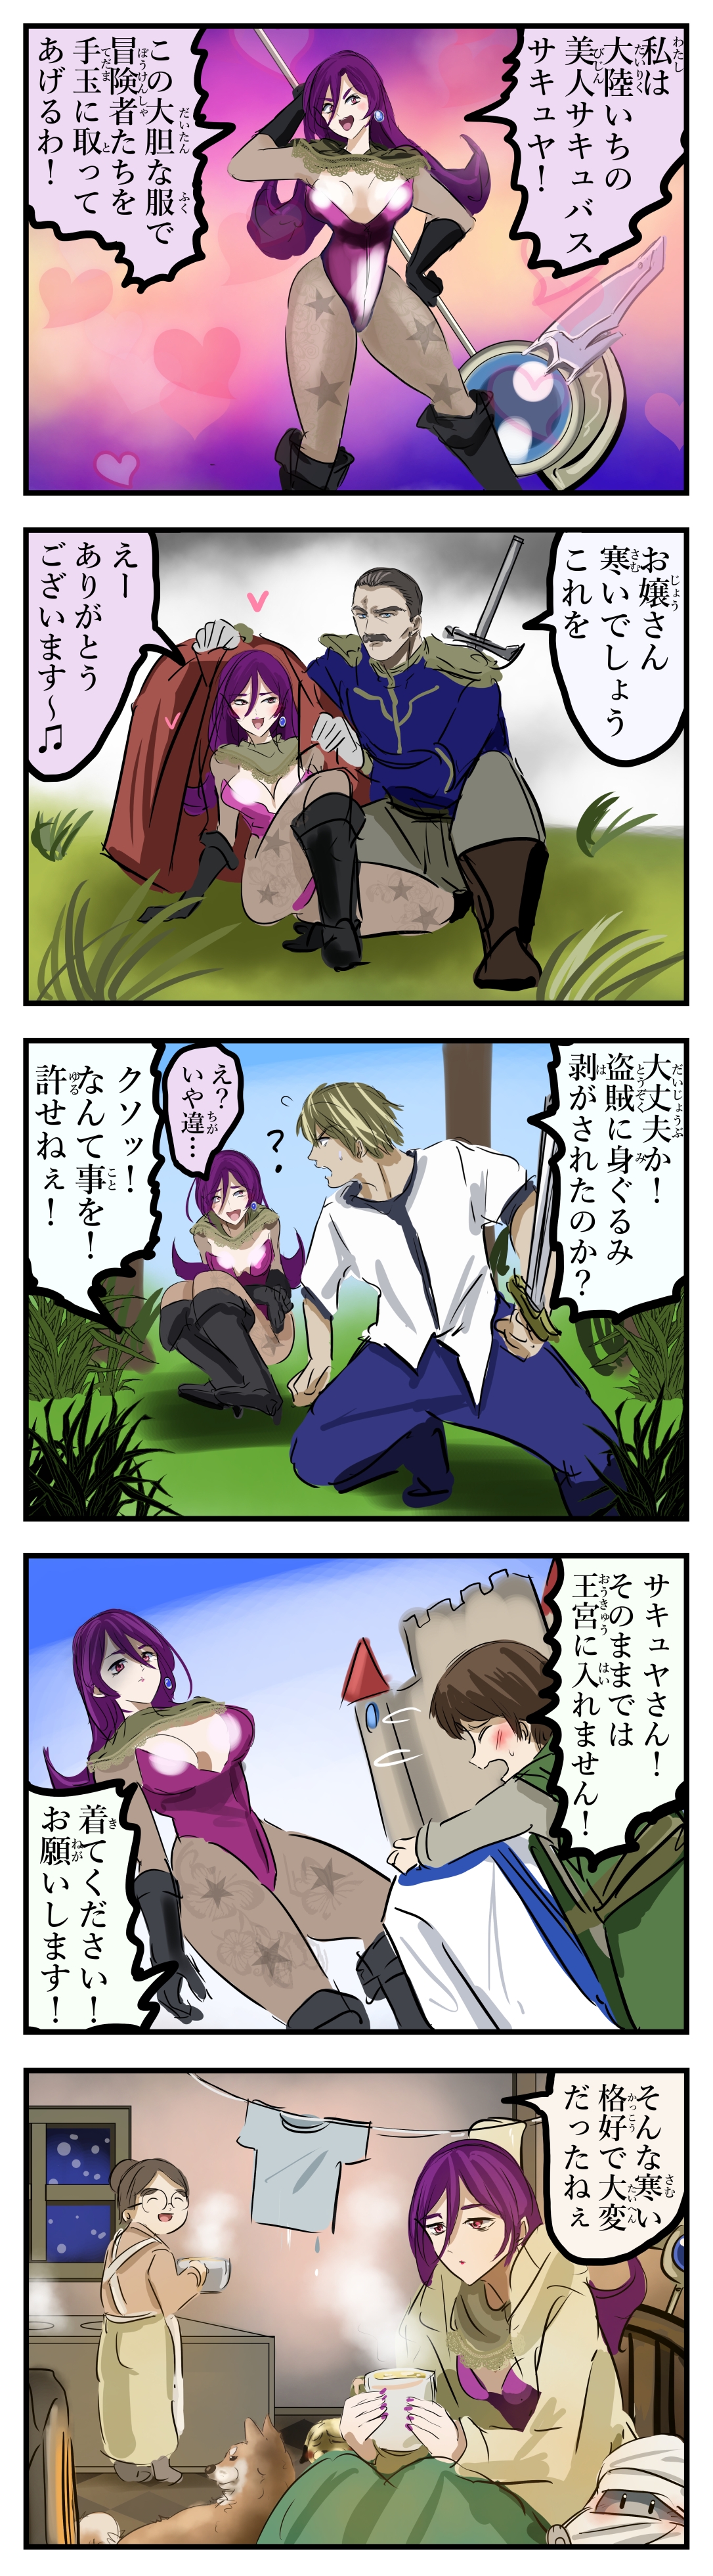 私は
大陸いちの
美人サキュバス
サキュヤ！
この大胆な服で
冒険者たちを
手玉に取って
あげるわ！
お嬢さん
寒いでしょう
これを
えー
ありがとう
ございます～♫
大丈夫か！
盗賊に身ぐるみ
剥がされたのか？
え？
いや違…
クソッ！
なんて事を！
許せねぇ！
サキュヤさん！
そのままでは
王宮に入れません！
着てください！
お願いします！
そんな寒い
格好で大変
だったねぇ